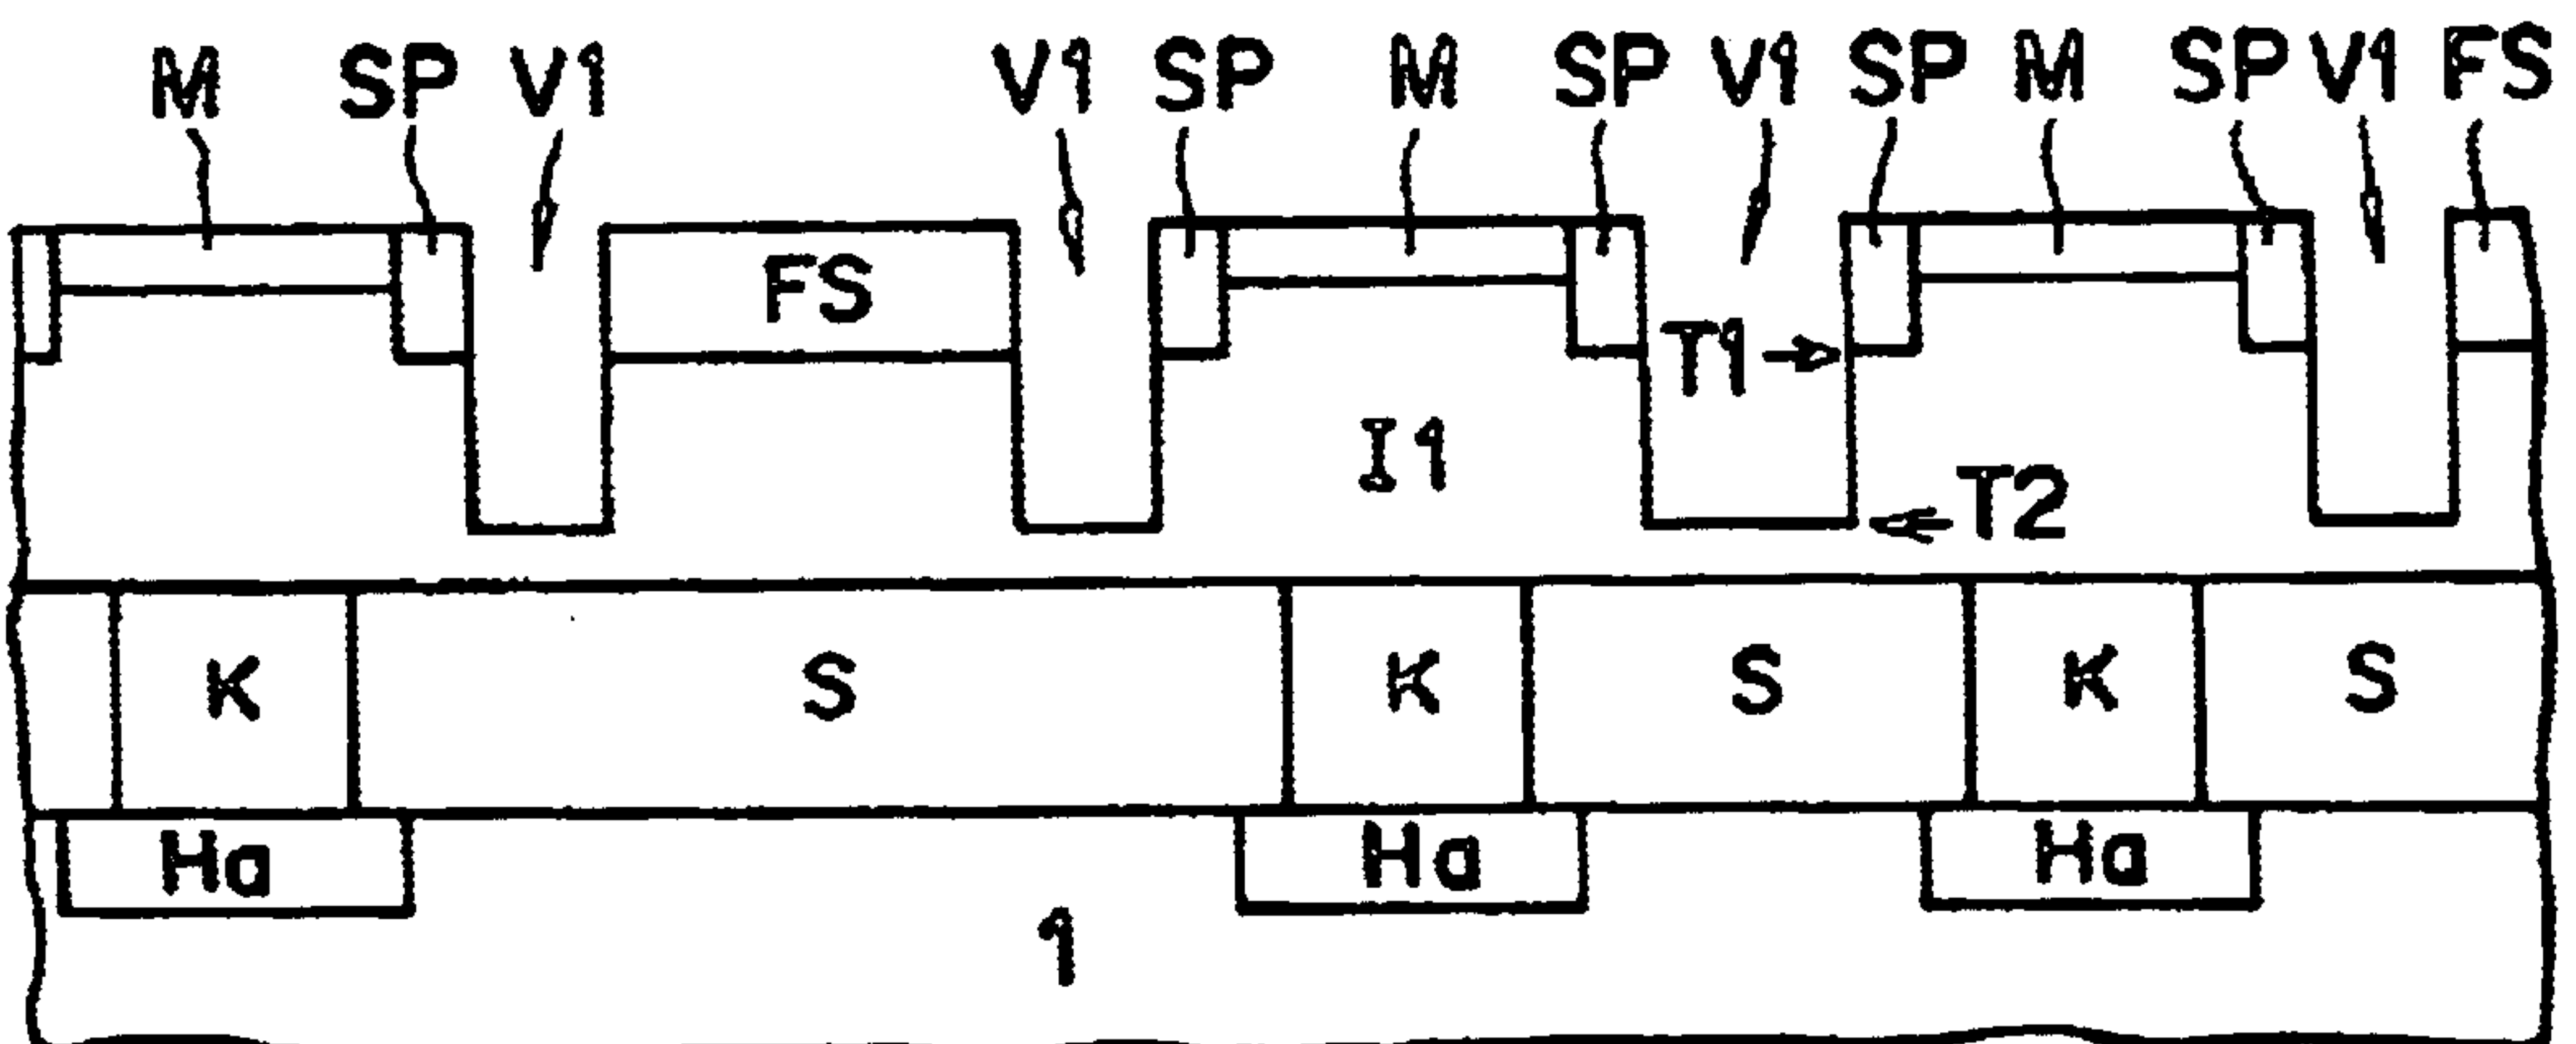 M SP V1 V1 SP M SP V1 SP M SP V1 FS
FS
T1
I1
T2
K S K S K S
Ha Ha Ha
1